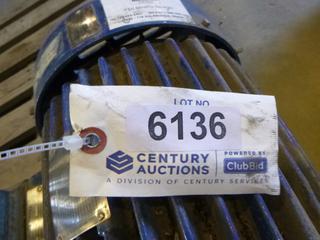 LOT NO.
6136
CENTURY
AUCTIONS
POWERED BY
ClubBid
A DIVISION OF CENTURY SERVICES